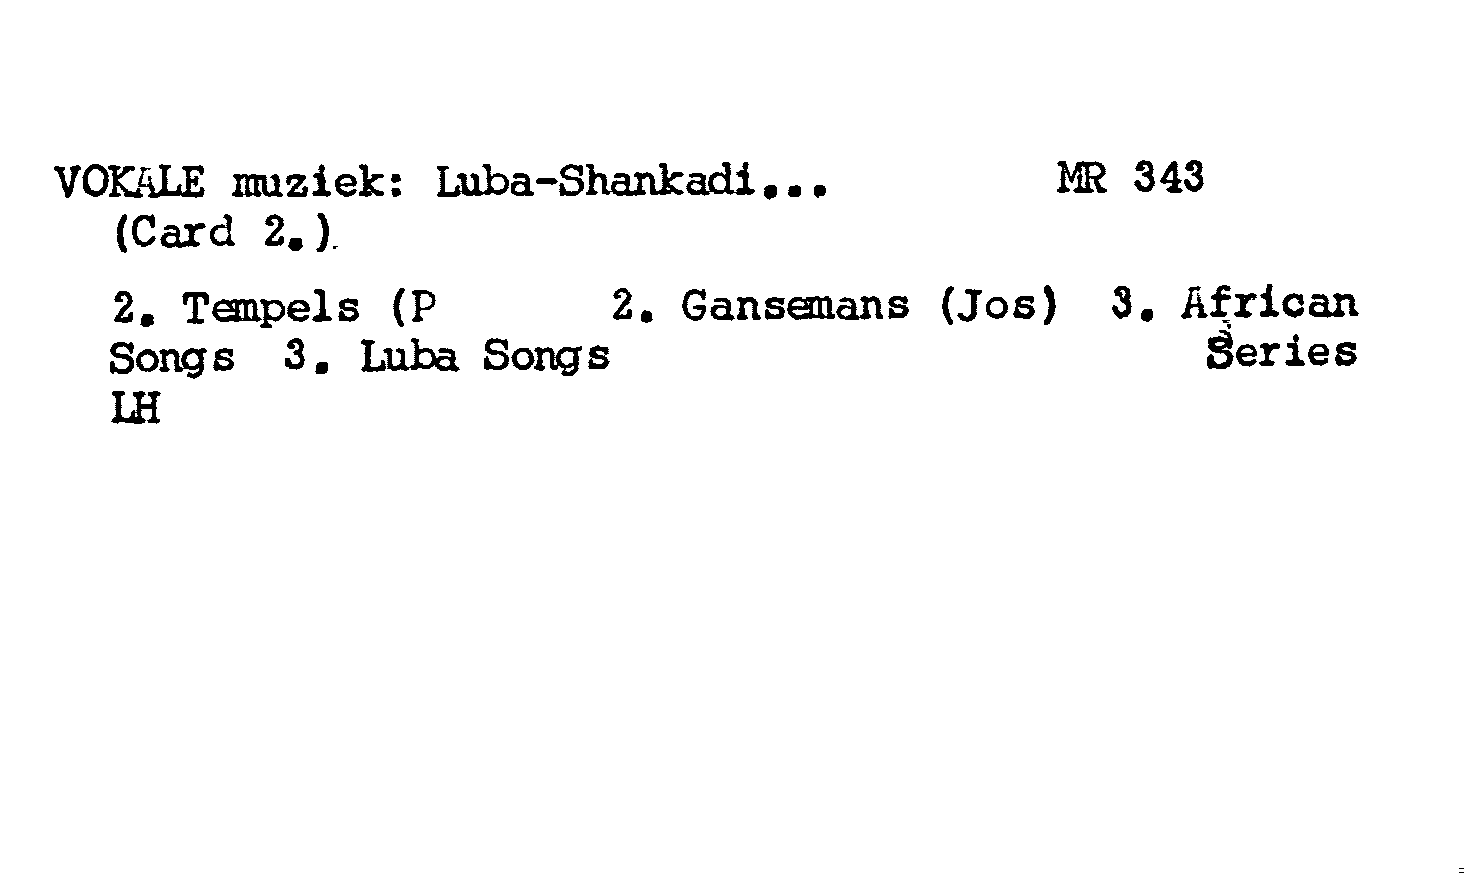 VOKALE muziek: Luba-Shankadi... MR 343
(Card 2.)
2. Tempels (P 2. Gansemans (Jos) 3. African
Songs 3. Luba Songs Series
LH